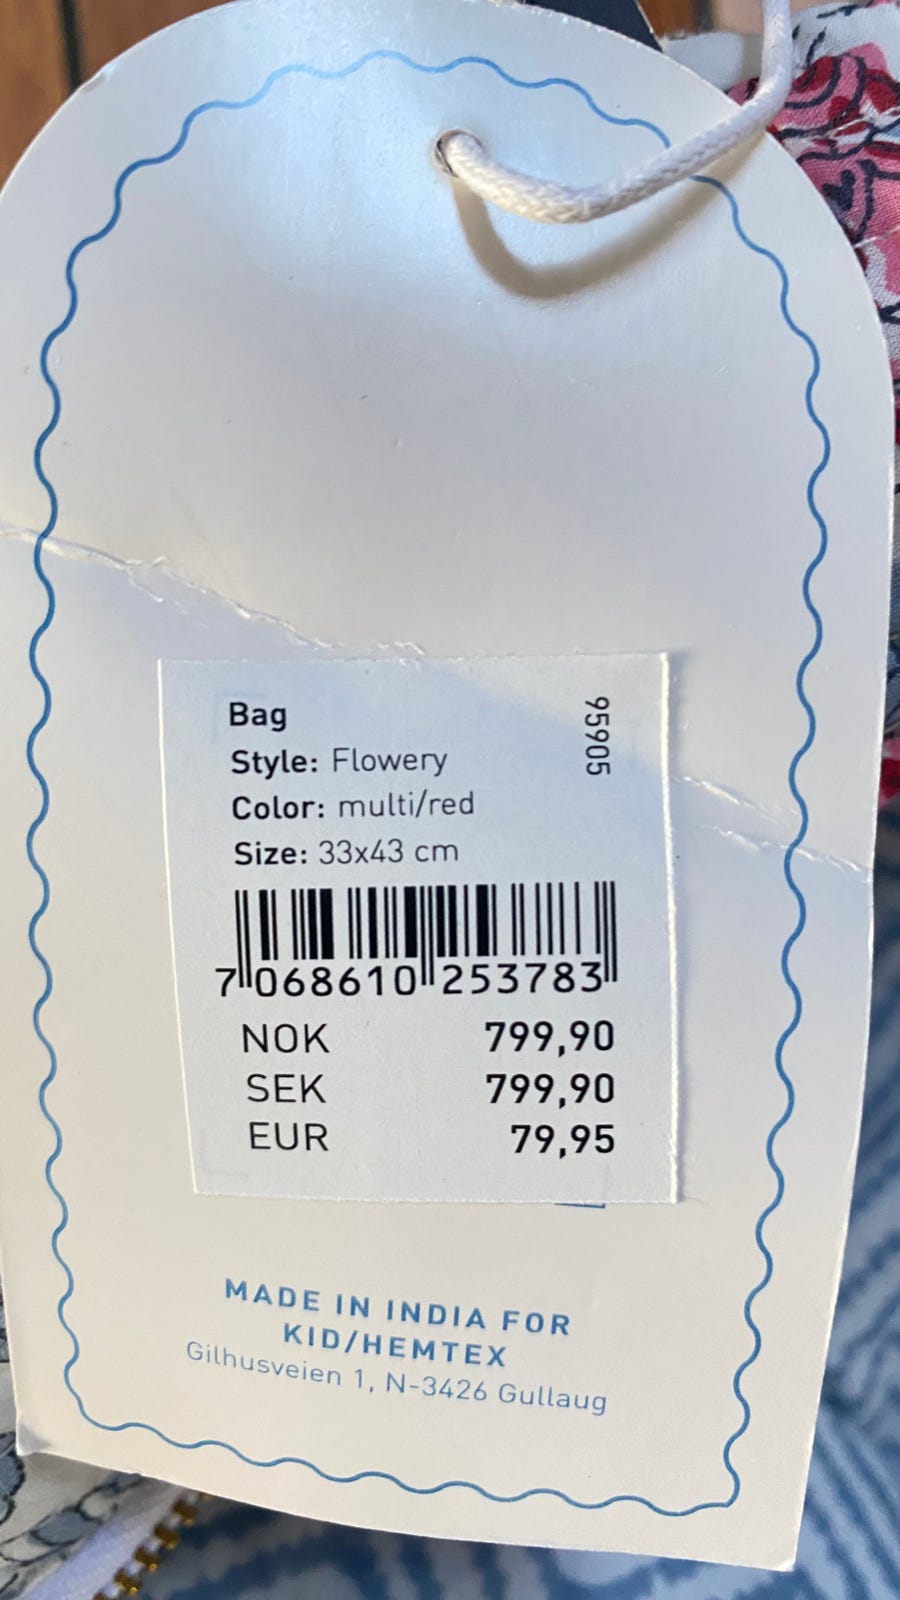 Bag
95905
Style: Flowery
Color: multi/red
Size: 33x43 cm
7 068610 253783
NOK 799,90
SEK 799,90
EUR 79,95
MADE IN INDIA FOR
KID/HEMTEX
Gilhusveien 1, N-3426 Gullaug